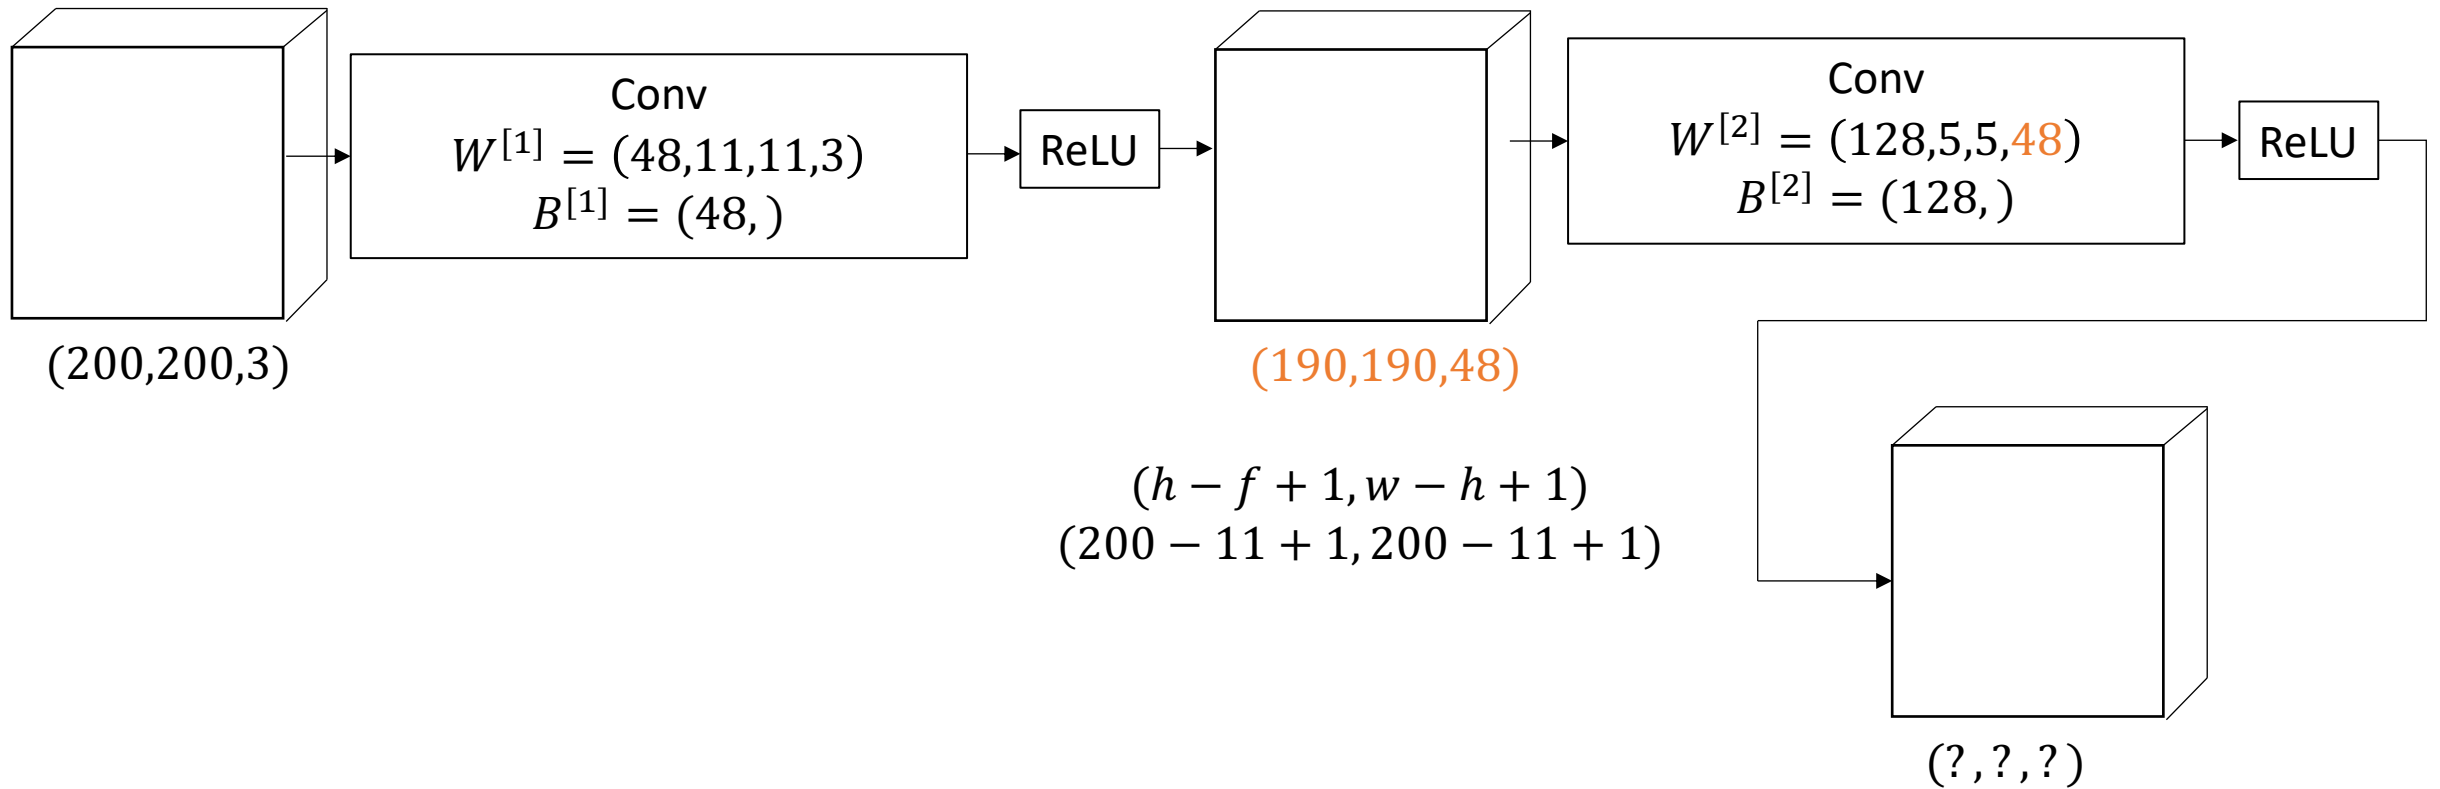 Conv
W^{[1]} = (48,11,11,3)
B^{[1]} = (48, )
ReLU
Conv
W^{[2]} = (128,5,5,48)
B^{[2]} = (128, )
ReLU
(200,200,3)
(190,190,48)
(h − f + 1, w − h + 1)
(200 − 11 + 1, 200 − 11 + 1)
(? , ? , ? )